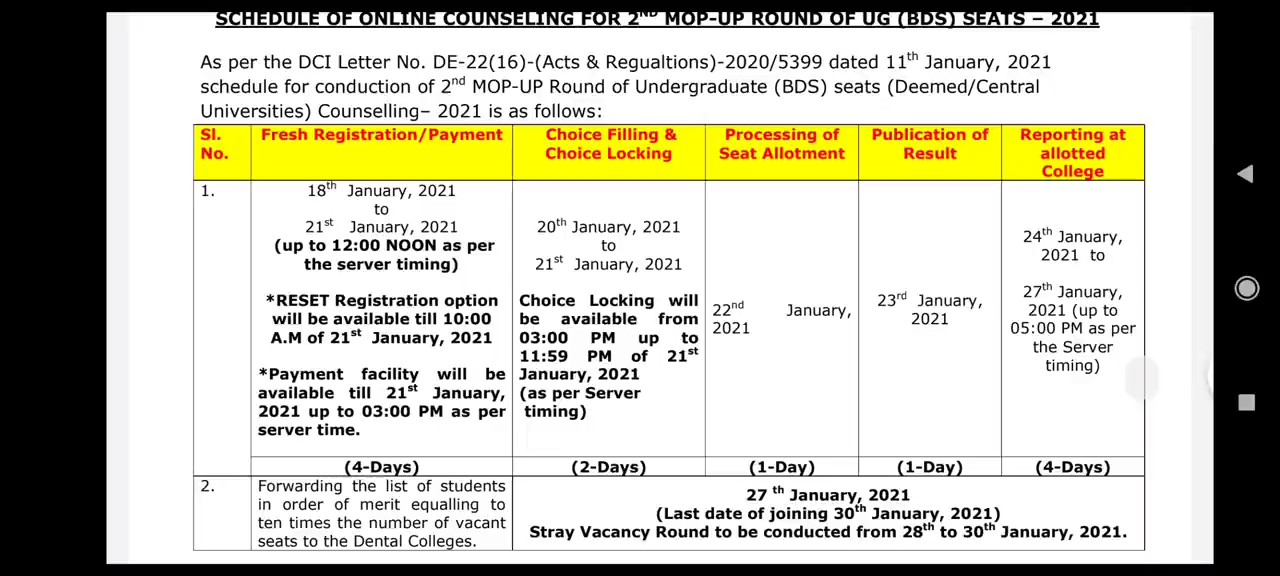 SCHEDULE OF ONLINE COUNSELING FOR 2ND MOP-UP ROUND OF UG (BDS) SEATS – 2021
As per the DCI Letter No. DE-22(16)-(Acts & Regualtions)-2020/5399 dated 11th January, 2021
schedule for conduction of 2nd MOP-UP Round of Undergraduate (BDS) seats (Deemed/Central
Universities) Counselling– 2021 is as follows:
Sl. No.
Fresh Registration/Payment
Choice Filling &
Choice Locking
Processing of
Seat Allotment
Publication of
Result
Reporting at
allotted
College
1.
18th January, 2021
to
21st January, 2021
(up to 12:00 NOON as per
the server timing)
*RESET Registration option
will be available till 10:00
A.M of 21st January, 2021
*Payment facility will be
available till 21st January,
2021 up to 03:00 PM as per
server time.
(4-Days)
20th January, 2021
to
21st January, 2021
Choice Locking will
be available from
03:00 PM up to
11:59 PM of 21st
January, 2021
(as per Server
timing)
(2-Days)
22nd January,
2021
(1-Day)
23rd January,
2021
(1-Day)
24th January,
2021 to
27th January,
2021 (up to
05:00 PM as per
the Server
timing)
(4-Days)
2.
Forwarding the list of students
in order of merit equalling to
ten times the number of vacant
seats to the Dental Colleges.
27 th January, 2021
(Last date of joining 30th January, 2021)
Stray Vacancy Round to be conducted from 28th to 30th January, 2021.